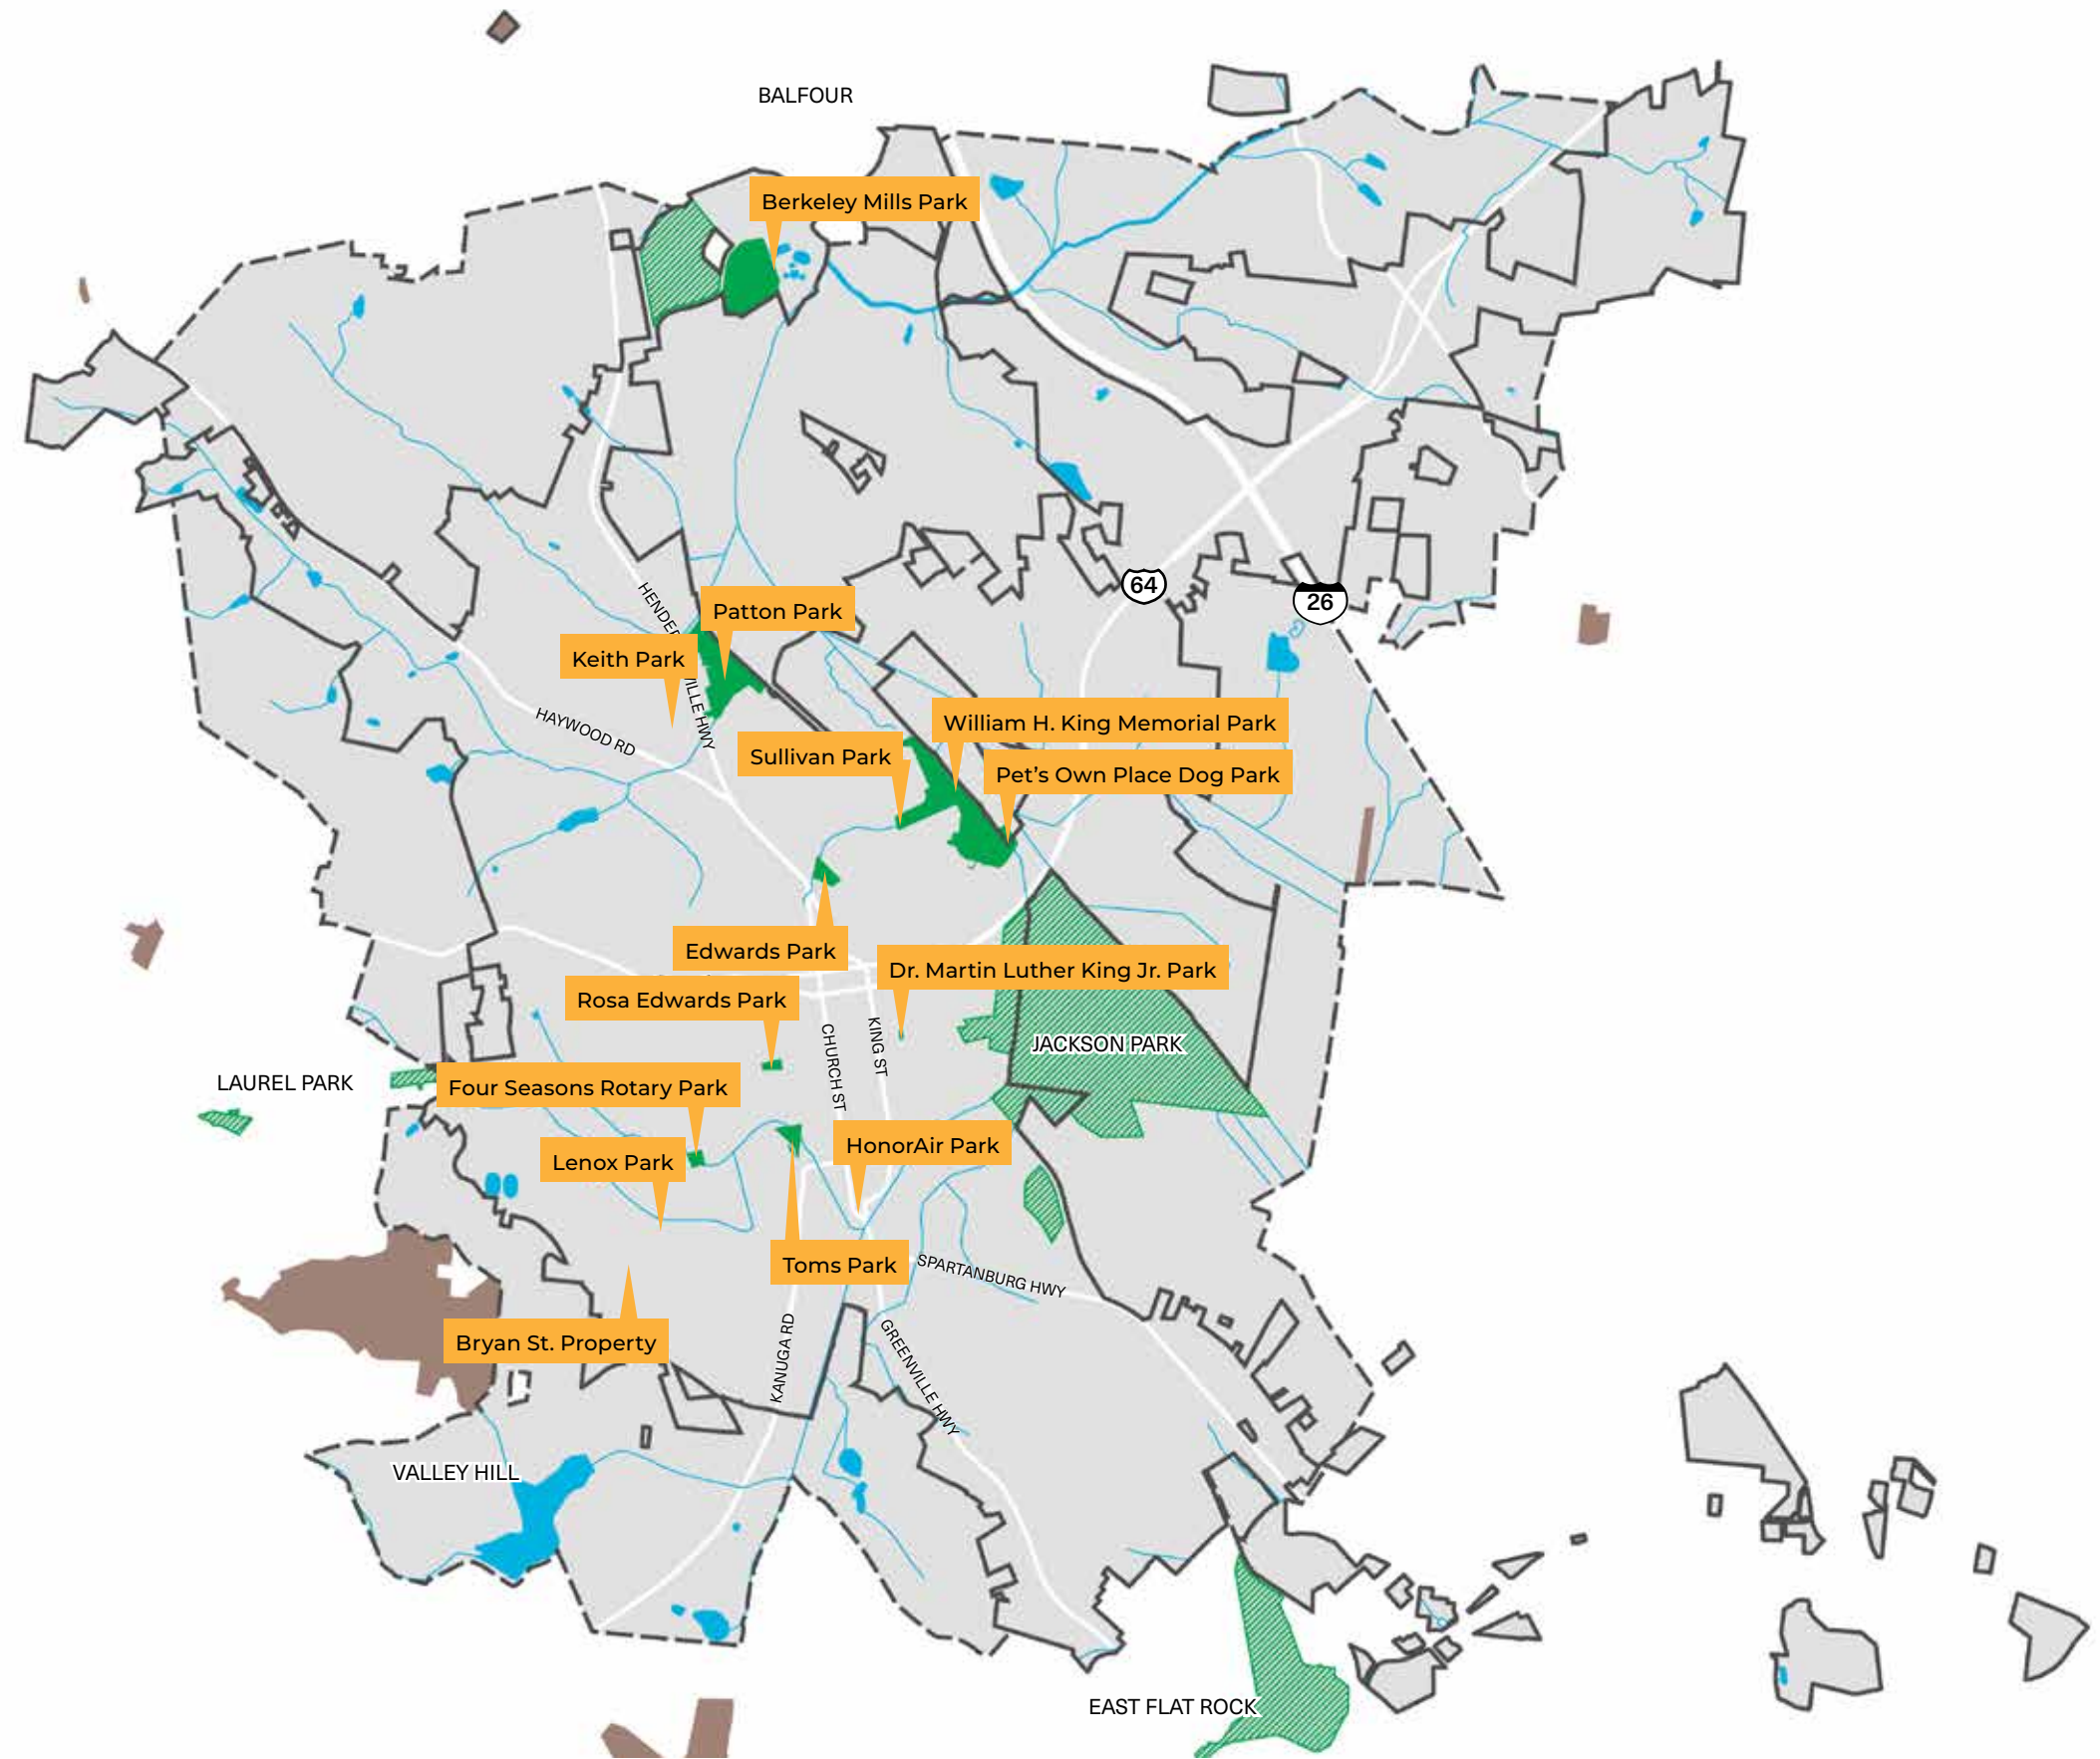 BALFOUR
Berkeley Mills Park
64
26
Patton Park
Keith Park
HAYWOOD RD
William H. King Memorial Park
Sullivan Park
Pet's Own Place Dog Park
Edwards Park
Dr. Martin Luther King Jr. Park
Rosa Edwards Park
CHURCH ST
KING ST
JACKSON PARK
LAUREL PARK
Four Seasons Rotary Park
HonorAir Park
Lenox Park
Toms Park
SPARTANBURG HWY
Bryan St. Property
KANUGA RD
GREENVILLE HWY
VALLEY HILL
EAST FLAT ROCK